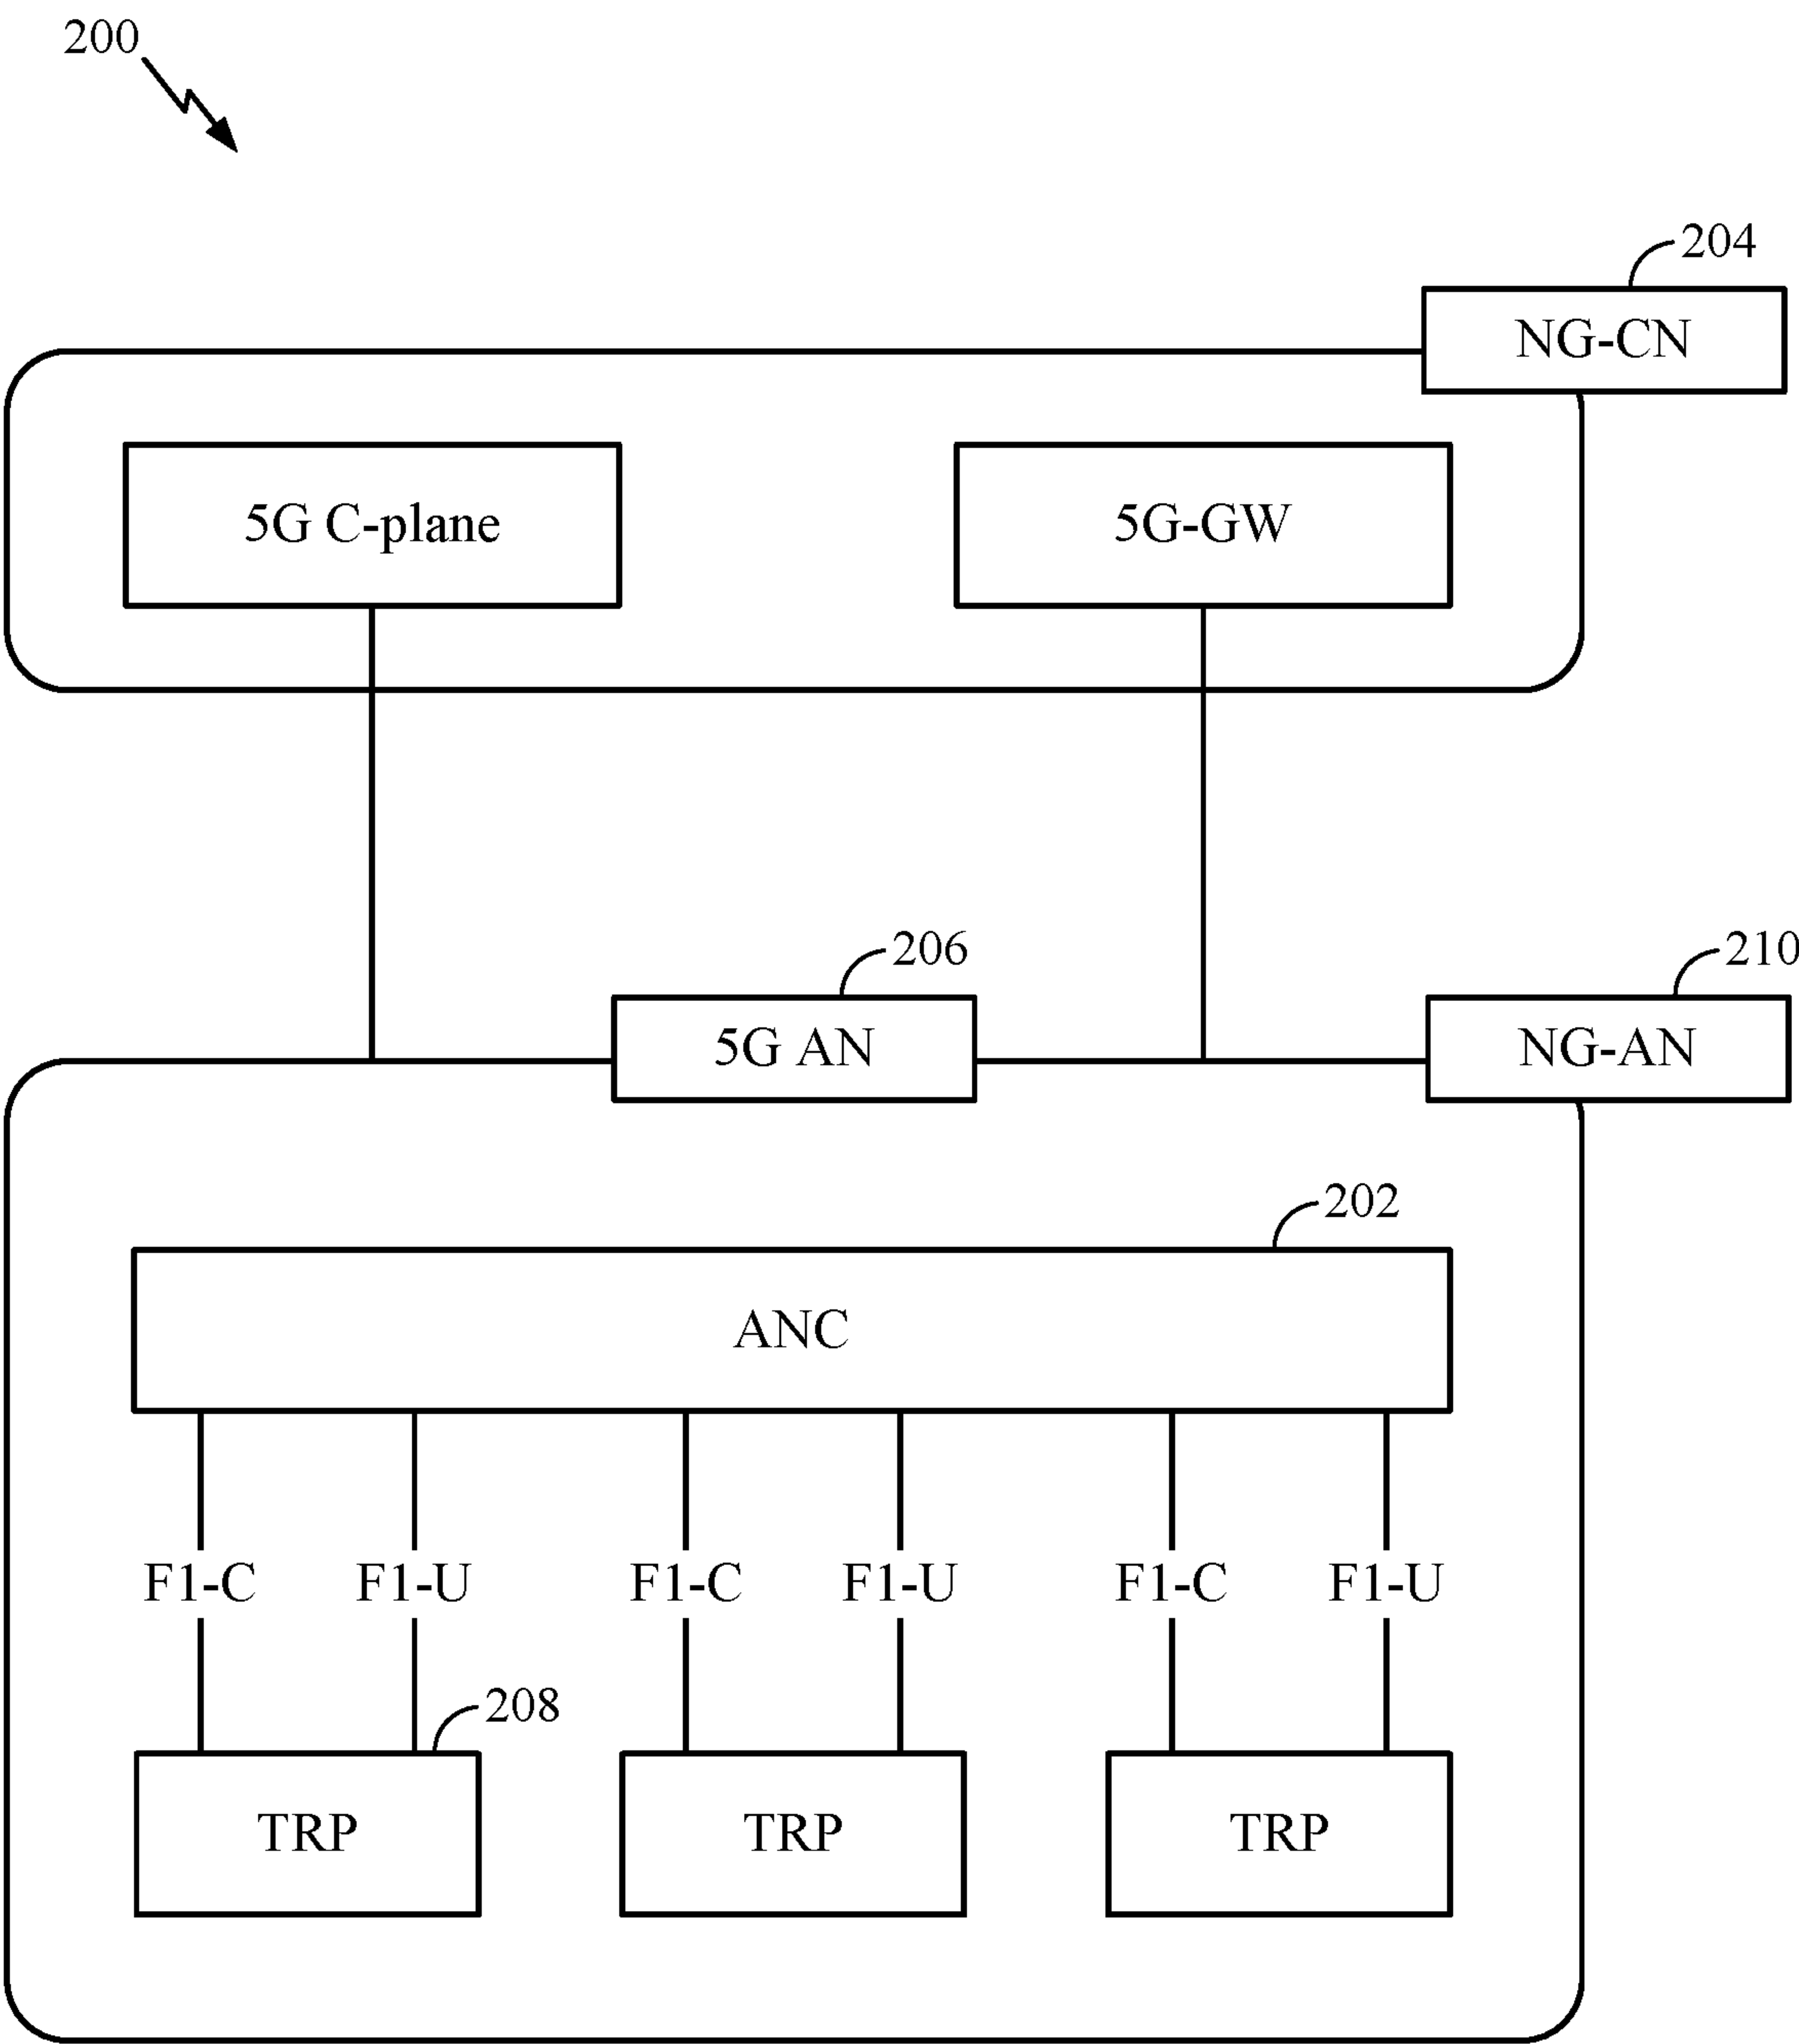 200
204
NG-CN
5G C-plane
5G-GW
206
210
5G AN
NG-AN
202
ANC
F1-C
F1-U
F1-C
F1-U
F1-C
F1-U
208
TRP
TRP
TRP